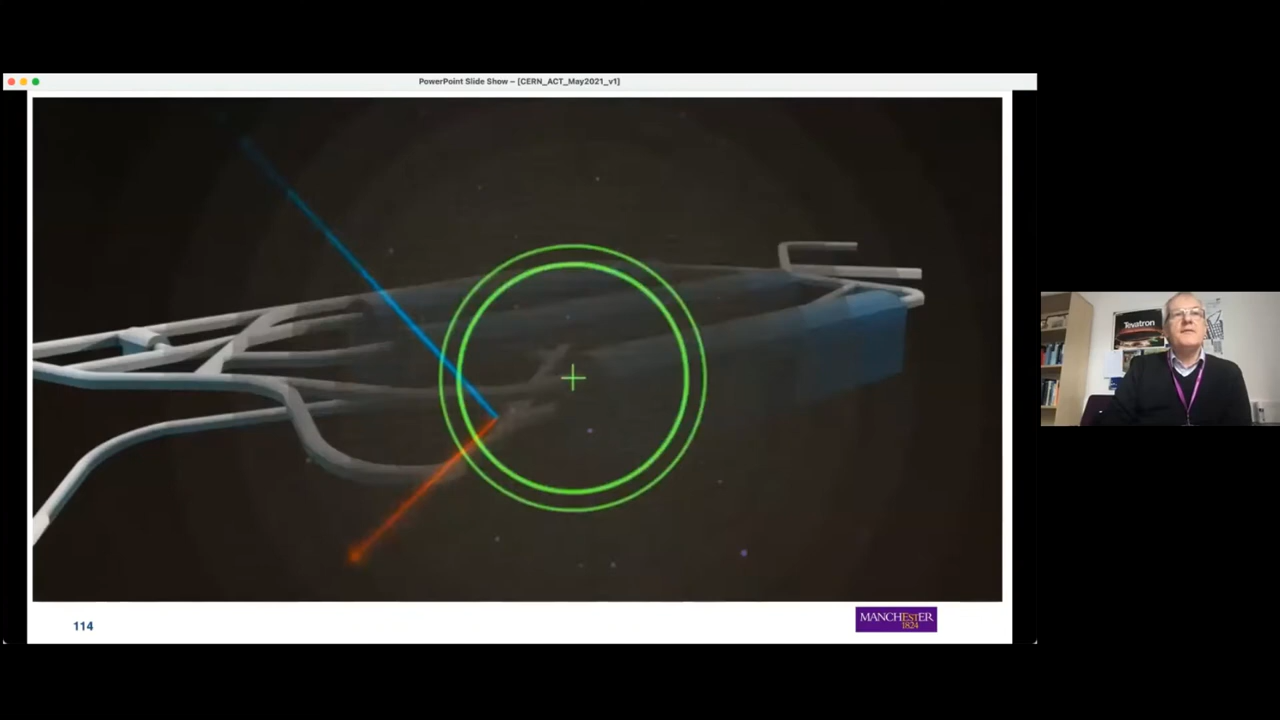 PowerPoint Slide Show – [CERN_ACT_May2021_v1]
Tevatron
114
MANCHESTER
1824